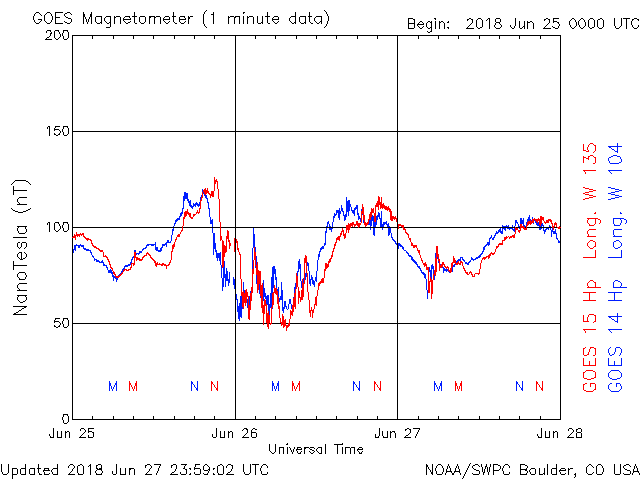 GOES Magnetometer (1 minute data)
Begin: 2018 Jun 25 0000 UTC
200
150
100
50
0
NanoTesla (nT)
M M N N M M N N M M N N
Jun 25 Jun 26 Jun 27 Jun 28
Universal Time
GOES 15 Hp Long. W 135
GOES 14 Hp Long. W 104
Updated 2018 Jun 27 23:59:02 UTC
NOAA/SWPC Boulder, CO USA